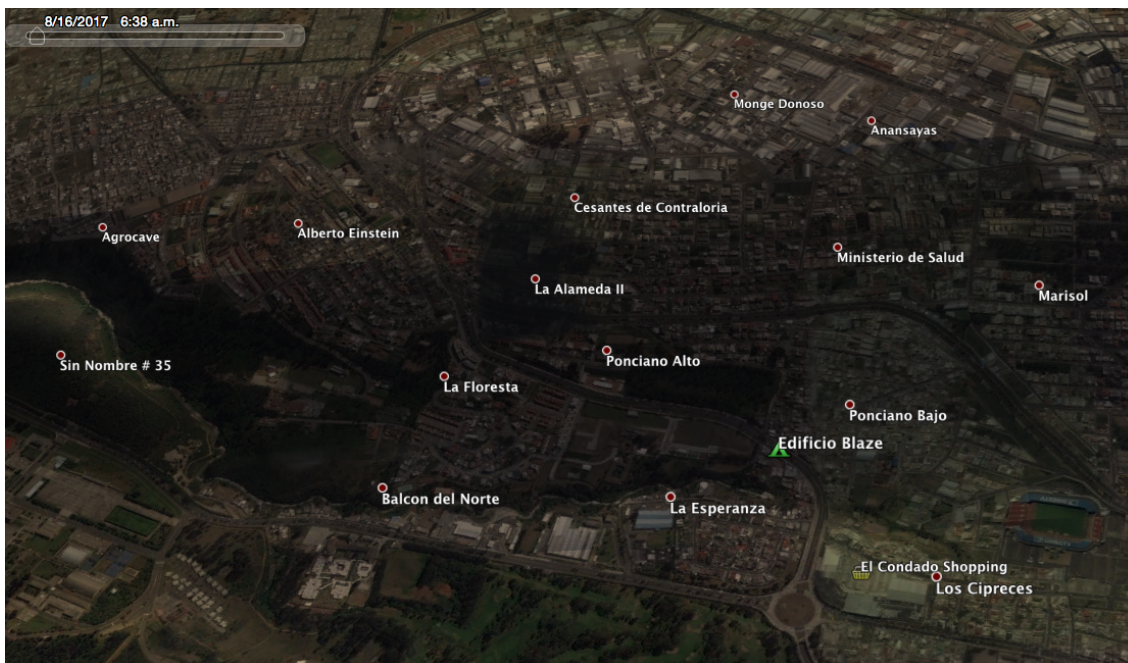 8/16/2017 6:38 a.m.
Monge Donoso
Anansayas
Cesantes de Contraloria
Agrocave
Alberto Einstein
Ministerio de Salud
La Alameda II
Marisol
Sin Nombre # 35
Ponciano Alto
La Floresta
Ponciano Bajo
Edificio Blaze
Balcon del Norte
La Esperanza
El Condado Shopping
Los Cipreces